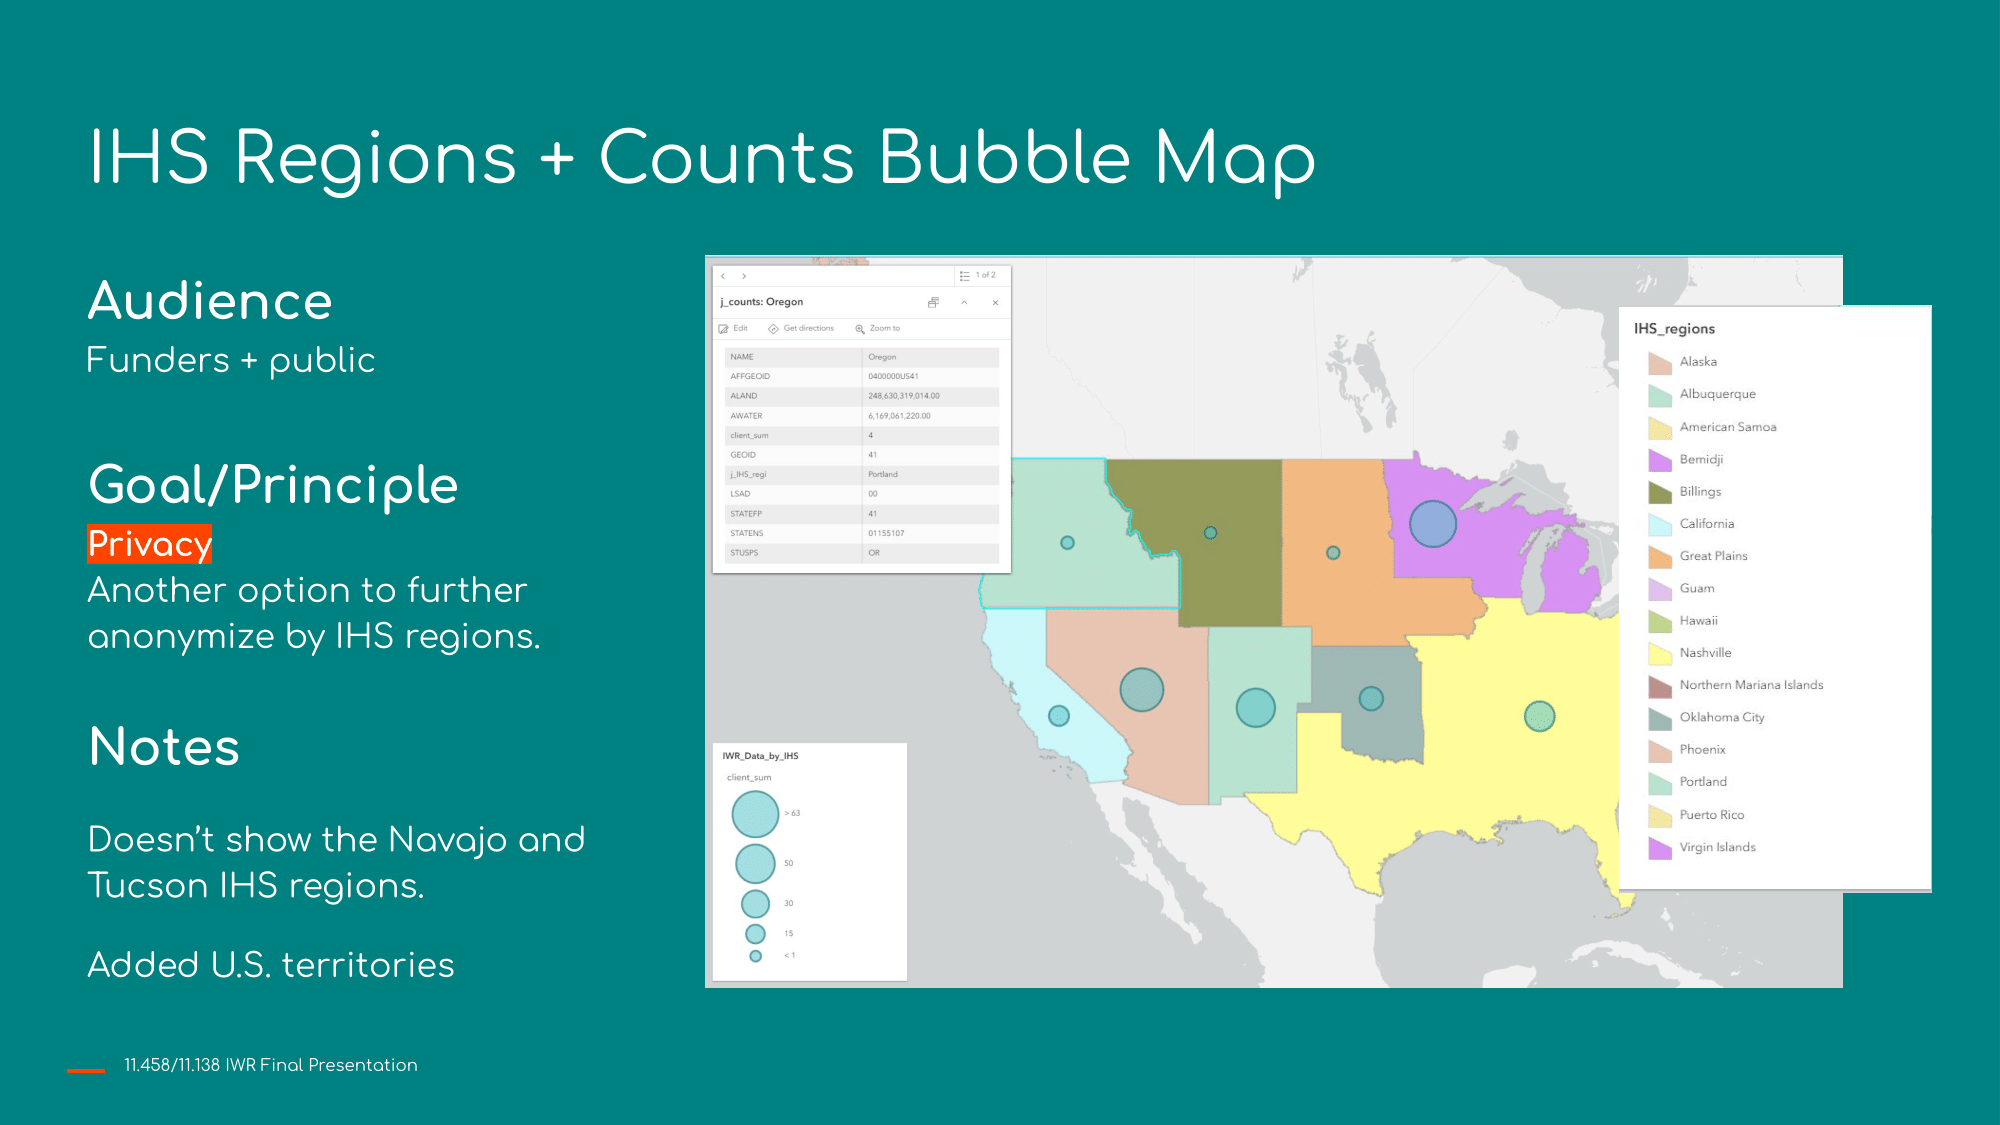 IHS Regions + Counts Bubble Map
Audience
Funders + public
Goal/Principle
Privacy
Another option to further
anonymize by IHS regions.
Notes
Doesn't show the Navajo and
Tucson IHS regions.
Added U.S. territories
1 of 2
j_counts: Oregon
Edit Get directions Zoom to
NAME Oregon
AFFGEOID 0400000US41
ALAND 248,630,319,014.00
AWATER 6,169,061,220.00
client_sum 4
GEOID 41
j_IHS_regi Portland
LSAD 00
STATEFP 41
STATENS 01155107
STUSPS OR
IWR_Data_by_IHS
client_sum
> 63
50
30
15
< 1
IHS_regions
Alaska
Albuquerque
American Samoa
Bemidji
Billings
California
Great Plains
Guam
Hawaii
Nashville
Northern Mariana Islands
Oklahoma City
Phoenix
Portland
Puerto Rico
Virgin Islands
11.458/11.138 IWR Final Presentation